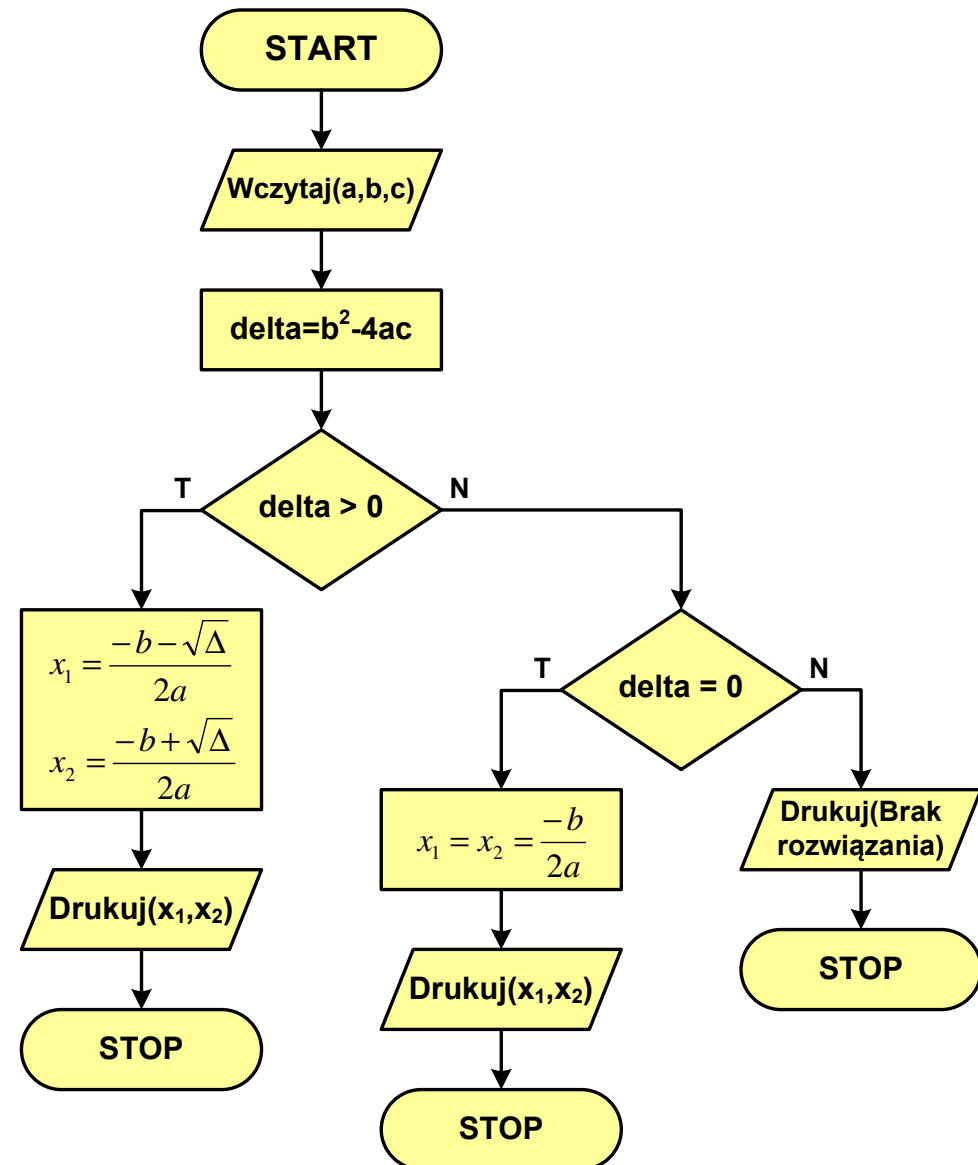 START
Wczytaj(a,b,c)
delta=b²-4ac
T
delta > 0
N
x₁ = (-b - √Δ) / 2a
x₂ = (-b + √Δ) / 2a
Drukuj(x₁,x₂)
STOP
T
delta = 0
N
x₁ = x₂ = -b / 2a
Drukuj(x₁,x₂)
STOP
Drukuj(Brak
rozwiązania)
STOP